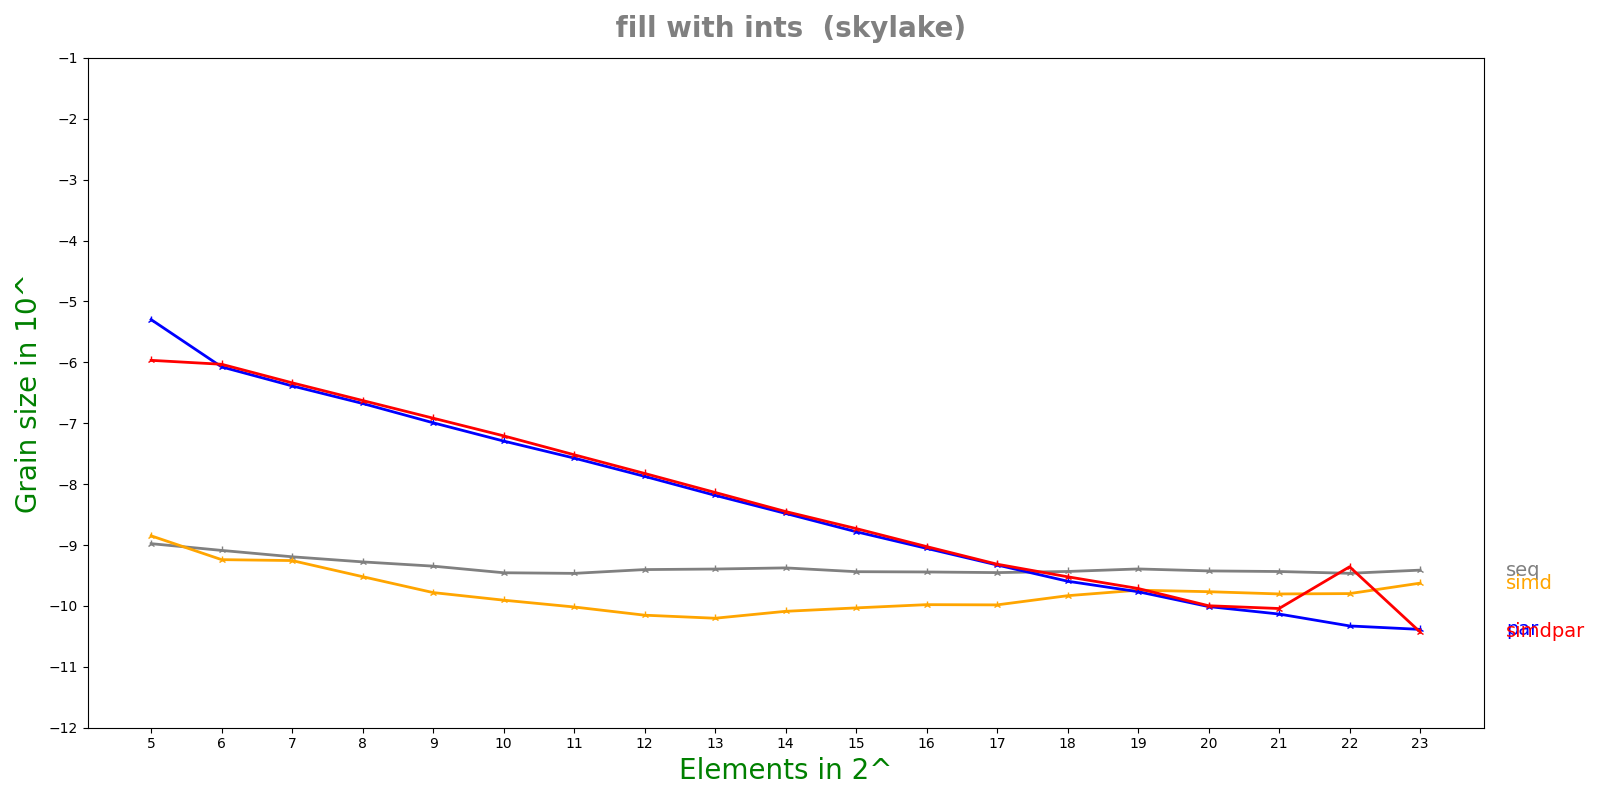 fill with ints (skylake)
Grain size in 10^
−1
−2
−3
−4
−5
−6
−7
−8
−9
−10
−11
−12
seq
simd
par
simdpar
5 6 7 8 9 10 11 12 13 14 15 16 17 18 19 20 21 22 23
Elements in 2^